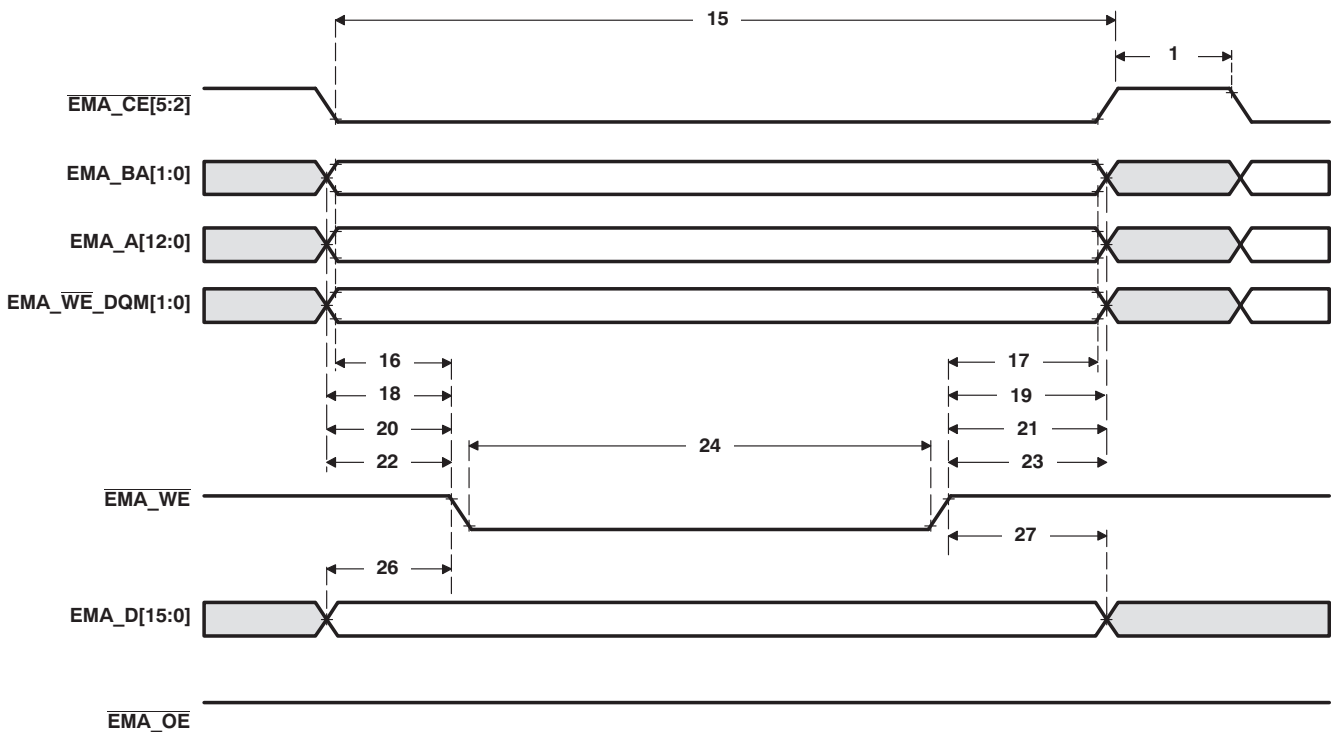 15
1
EMA_CE[5:2]
EMA_BA[1:0]
EMA_A[12:0]
EMA_WE_DQM[1:0]
16
17
18
19
20
21
24
22
23
EMA_WE
27
26
EMA_D[15:0]
EMA_OE